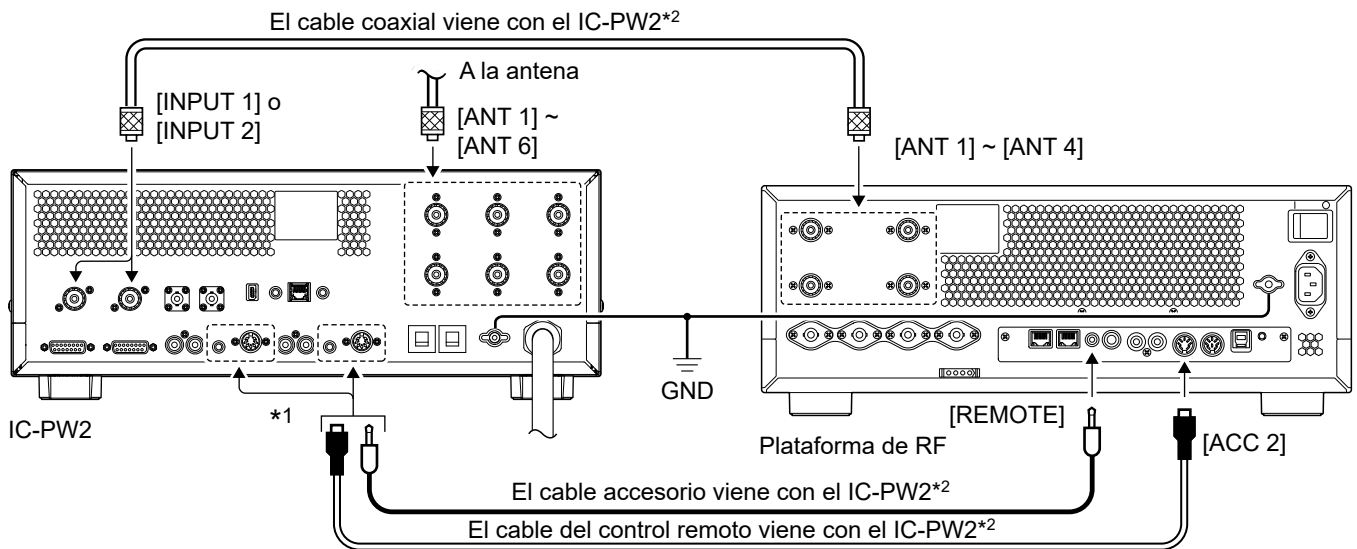 El cable coaxial viene con el IC-PW2*2
A la antena
[INPUT 1] o
[INPUT 2]
[ANT 1] ~
[ANT 6]
[ANT 1] ~ [ANT 4]
GND
*1
IC-PW2
[REMOTE]
[ACC 2]
Plataforma de RF
El cable accesorio viene con el IC-PW2*2
El cable del control remoto viene con el IC-PW2*2